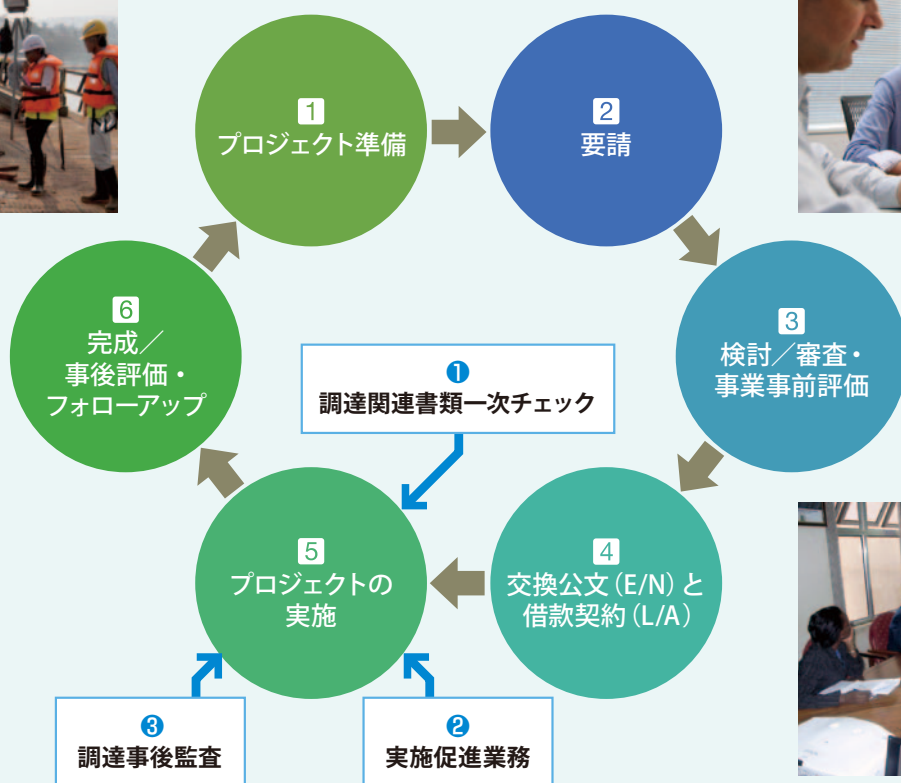 1
プロジェクト準備
2
要請
3
検討／審査・
事業事前評価
4
交換公文（E/N）と
借款契約（L/A）
5
プロジェクトの
実施
6
完成／
事後評価・
フォローアップ
❶
調達関連書類一次チェック
❷
実施促進業務
❸
調達事後監査